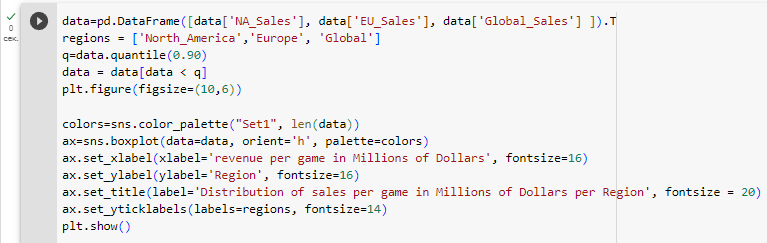 0
сек.
data=pd.DataFrame([data['NA_Sales'], data['EU_Sales'], data['Global_Sales'] ]).T
regions = ['North_America','Europe', 'Global']
q=data.quantile(0.90)
data = data[data < q]
plt.figure(figsize=(10,6))
colors=sns.color_palette("Set1", len(data))
ax=sns.boxplot(data=data, orient='h', palette=colors)
ax.set_xlabel(xlabel='revenue per game in Millions of Dollars', fontsize=16)
ax.set_ylabel(ylabel='Region', fontsize=16)
ax.set_title(label='Distribution of sales per game in Millions of Dollars per Region', fontsize = 20)
ax.set_yticklabels(labels=regions, fontsize=14)
plt.show()